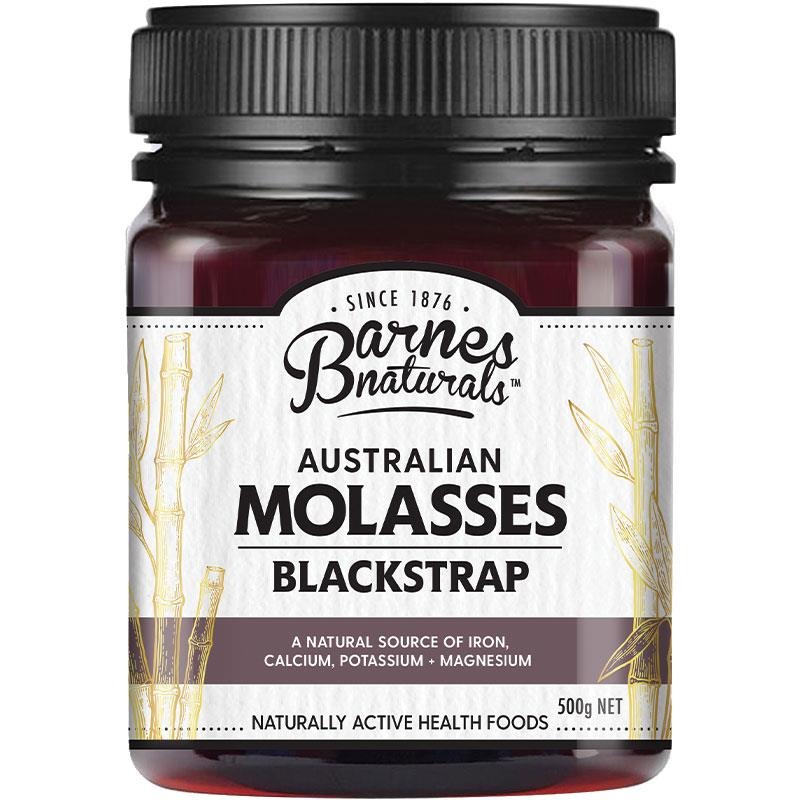 • SINCE 1876 •
Barnes
naturals™
AUSTRALIAN
MOLASSES
BLACKSTRAP
A NATURAL SOURCE OF IRON,
CALCIUM, POTASSIUM + MAGNESIUM
500g NET
NATURALLY ACTIVE HEALTH FOODS